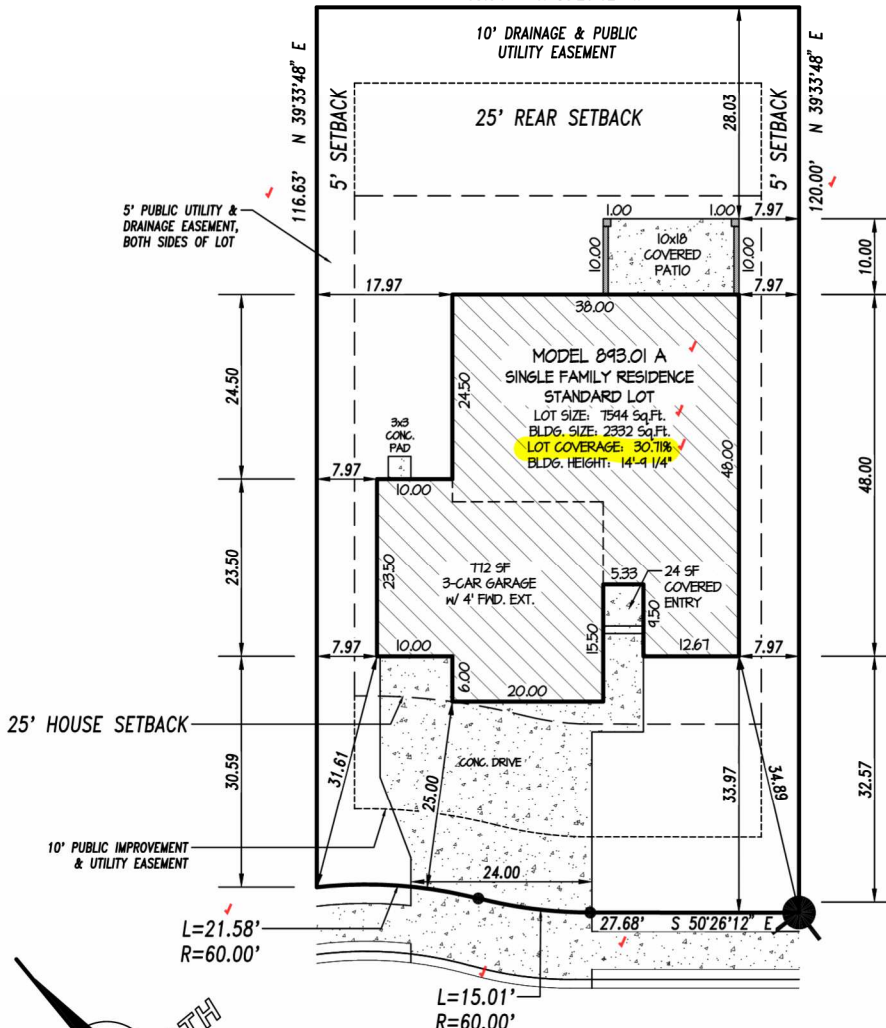 10' DRAINAGE & PUBLIC
UTILITY EASEMENT
N 39°33'48" E
116.63'
5' SETBACK
25' REAR SETBACK
28.03
5' SETBACK
N 39°33'48" E
120.00'
5' PUBLIC UTILITY &
DRAINAGE EASEMENT,
BOTH SIDES OF LOT
1.00
1.00
7.97
10.00
10x18
COVERED
PATIO
10.00
10.00
17.97
7.97
38.00
24.50
24.50
MODEL 893.01 A
SINGLE FAMILY RESIDENCE
STANDARD LOT
LOT SIZE: 7594 Sq.Ft.
BLDG. SIZE: 2332 Sq.Ft.
LOT COVERAGE: 30.71%
BLDG. HEIGHT: 14'-9 1/4"
48.00
48.00
3x3
CONC.
PAD
7.97
10.00
23.50
23.50
772 SF
3-CAR GARAGE
w/ 4' FWD. EXT.
5.33
24 SF
COVERED
ENTRY
9.50
15.50
12.67
7.97
10.00
7.97
6.00
20.00
25' HOUSE SETBACK
30.59
31.61
25.00
CONC. DRIVE
33.97
34.89
32.57
10' PUBLIC IMPROVEMENT
& UTILITY EASEMENT
24.00
27.68'
S 50°26'12" E
L=21.58'
R=60.00'
L=15.01'
R=60.00'